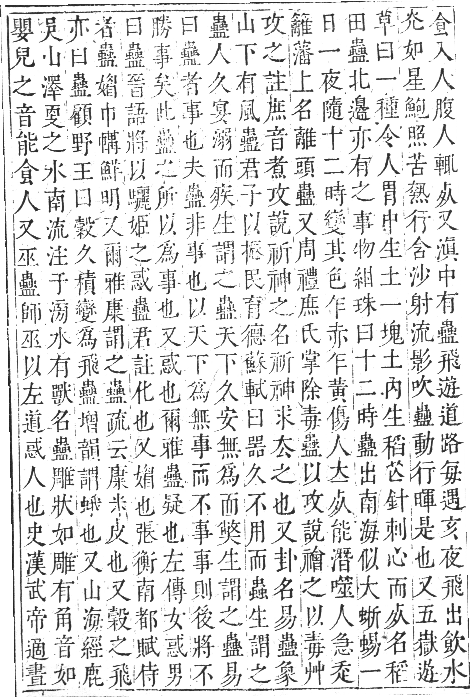 食入人腹人輒死又滇中有蠱飛遊道路每遇亥夜飛出飲水
光如星鮑照苦熱行含沙射流影吹蠱動行暉是也又五嶽遊
草曰一種令人胃中生土一塊土內生稻芒針刺心而死名稻
田蠱北邊亦有之事物紺珠曰十二時蠱出南海似大蜥蜴一
日一夜隨十二時變其色乍赤乍黃傷人立死能潛噬人急走
籬藩上名離頭蠱又周禮庶氏掌除毒蠱以攻說禬之以毒艸
攻之註庶音煮攻說祈神之名祈神求去之也又卦名易蠱象
山下有風蠱君子以振民育德蘇軾曰器久不用而蟲生謂之
蠱人久宴溺而疾生謂之蠱天下久安無為而獘生謂之蠱易
曰蠱者事也夫蠱非事也以天下為無事而不事事則後將不
勝事矣此蠱之所以為事也又惑也爾雅蠱疑也左傳女惑男
曰蠱晉語將以驪姬之惑蠱君註化也又媚也張衡南都賦侍
者蠱媚巾幬鮮明又爾雅康謂之蠱疏云康米皮也又穀之飛
亦曰蠱顧野王曰穀久積變為飛蠱增韻謂蛾也又山海經鹿
吳山澤更之水南流注于滂水有獸名蠱雕狀如雕有角音如
嬰兒之音能食人又巫蠱師巫以左道惑人也史漢武帝適晝